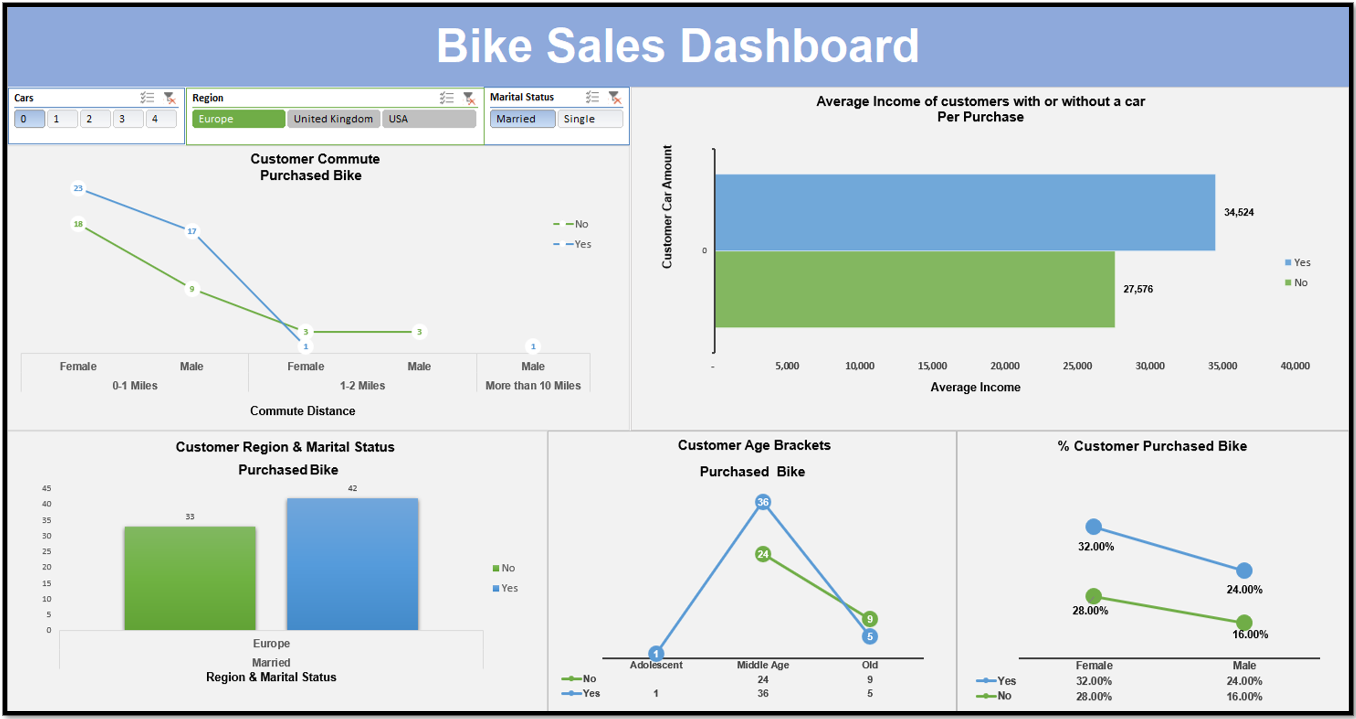 Bike Sales Dashboard
Cars
0 1 2 3 4
Region
Europe United Kingdom USA
Marital Status
Married Single
Customer Commute
Purchased Bike
23
18
17
9
3
1
3
1
No
Yes
Female Male Female Male Male
0-1 Miles 1-2 Miles More than 10 Miles
Commute Distance
Average Income of customers with or without a car
Per Purchase
Customer Car Amount
0
34,524
27,576
Yes
No
- 5,000 10,000 15,000 20,000 25,000 30,000 35,000 40,000
Average Income
Customer Region & Marital Status
Purchased Bike
45
40
35
30
25
20
15
10
5
0
33
42
No
Yes
Europe
Married
Region & Marital Status
Customer Age Brackets
Purchased Bike
36
24
9
5
1
Adolescent Middle Age Old
No 24 9
Yes 1 36 5
% Customer Purchased Bike
32.00%
24.00%
28.00%
16.00%
Female Male
Yes 32.00% 24.00%
No 28.00% 16.00%